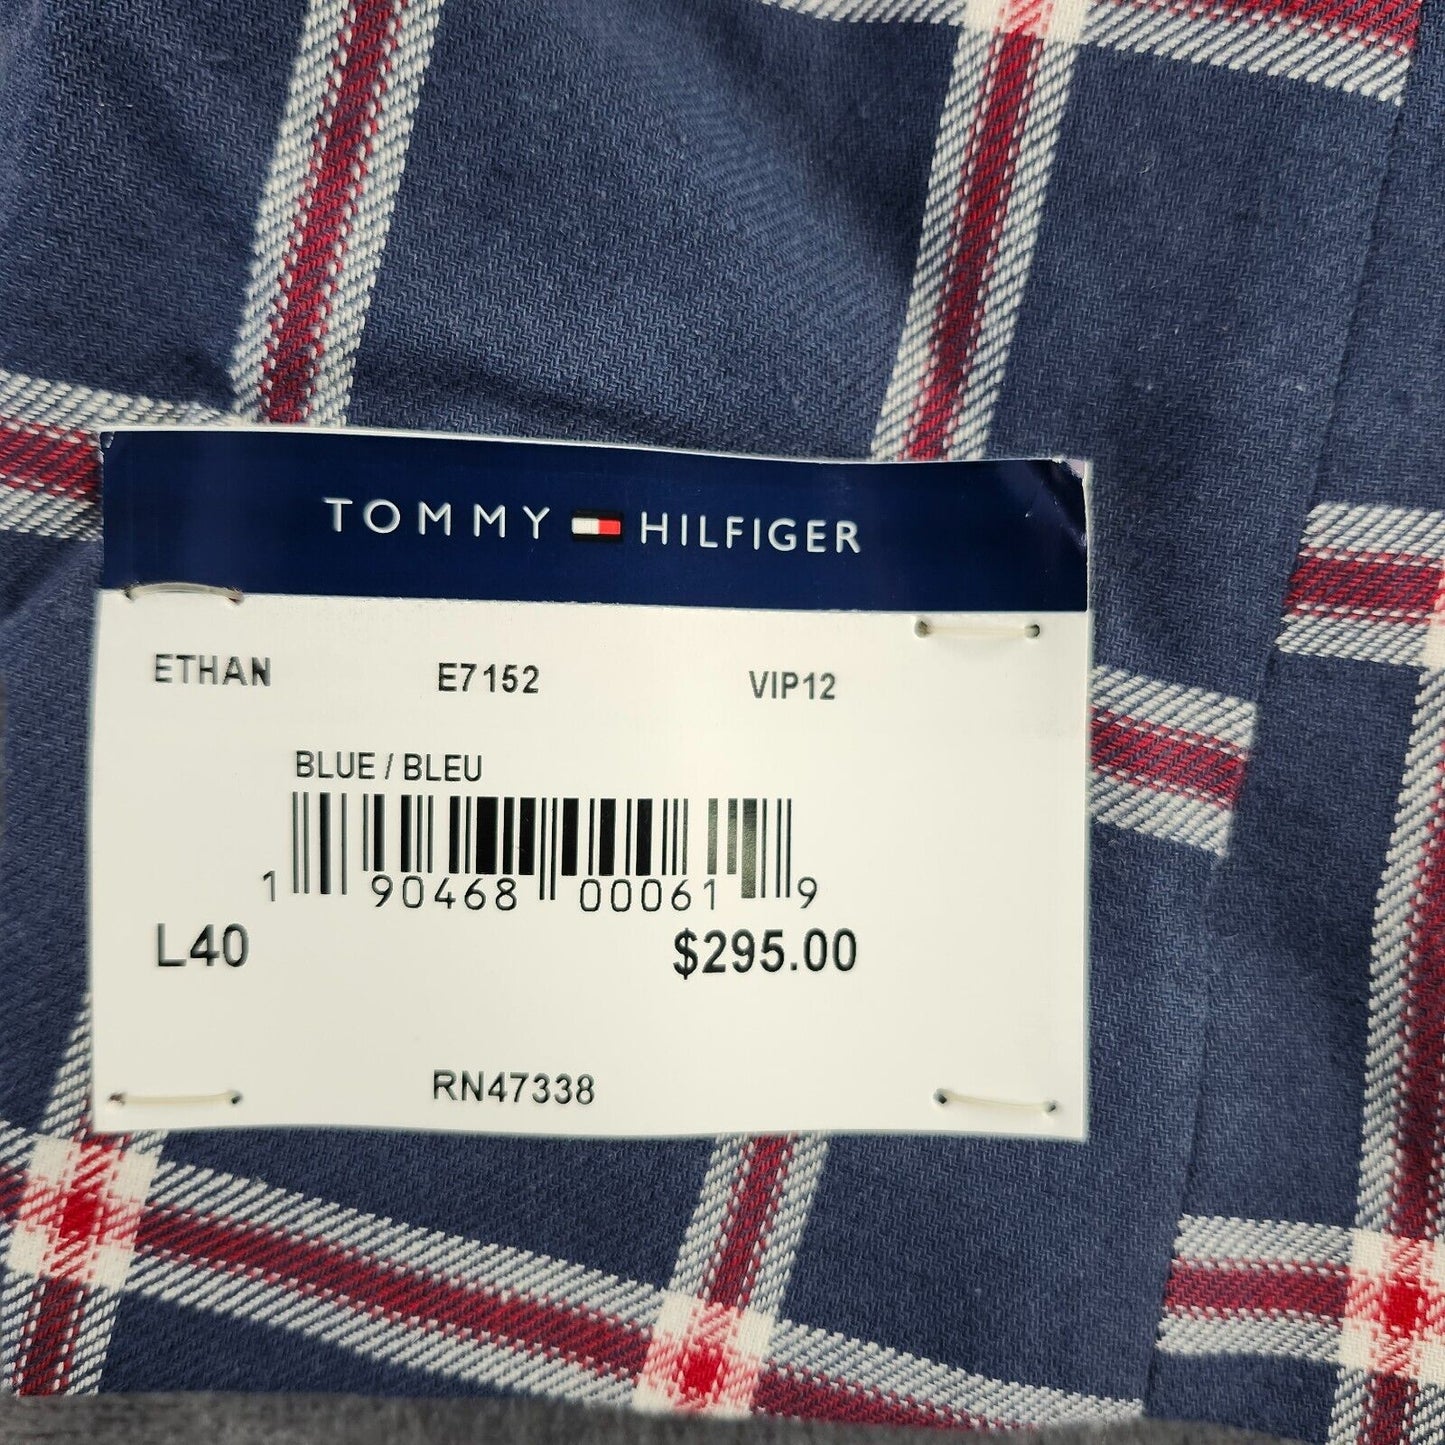 TOMMY HILFIGER
ETHAN E7152 VIP12
BLUE / BLEU
1 90468 00061 9
L40 $295.00
RN47338